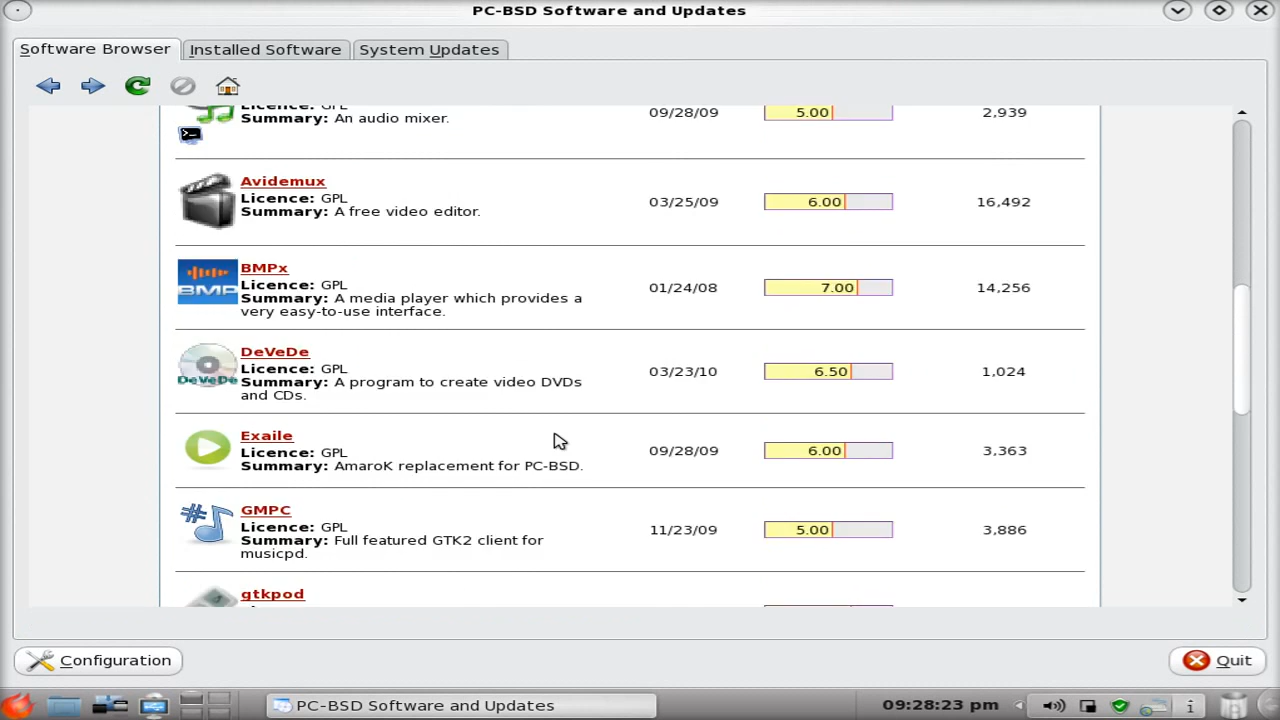 PC-BSD Software and Updates
Software Browser Installed Software System Updates
Licence: GPL
Summary: An audio mixer.
09/28/09 5.00 2,939
Avidemux
Licence: GPL
Summary: A free video editor.
03/25/09 6.00 16,492
BMP
BMPx
Licence: GPL
Summary: A media player which provides a
very easy-to-use interface.
01/24/08 7.00 14,256
DeVeDe
DeVeDe
Licence: GPL
Summary: A program to create video DVDs
and CDs.
03/23/10 6.50 1,024
Exaile
Licence: GPL
Summary: AmaroK replacement for PC-BSD.
09/28/09 6.00 3,363
GMPC
Licence: GPL
Summary: Full featured GTK2 client for
musicpd.
11/23/09 5.00 3,886
gtkpod
Configuration Quit
PC-BSD Software and Updates 09:28:23 pm